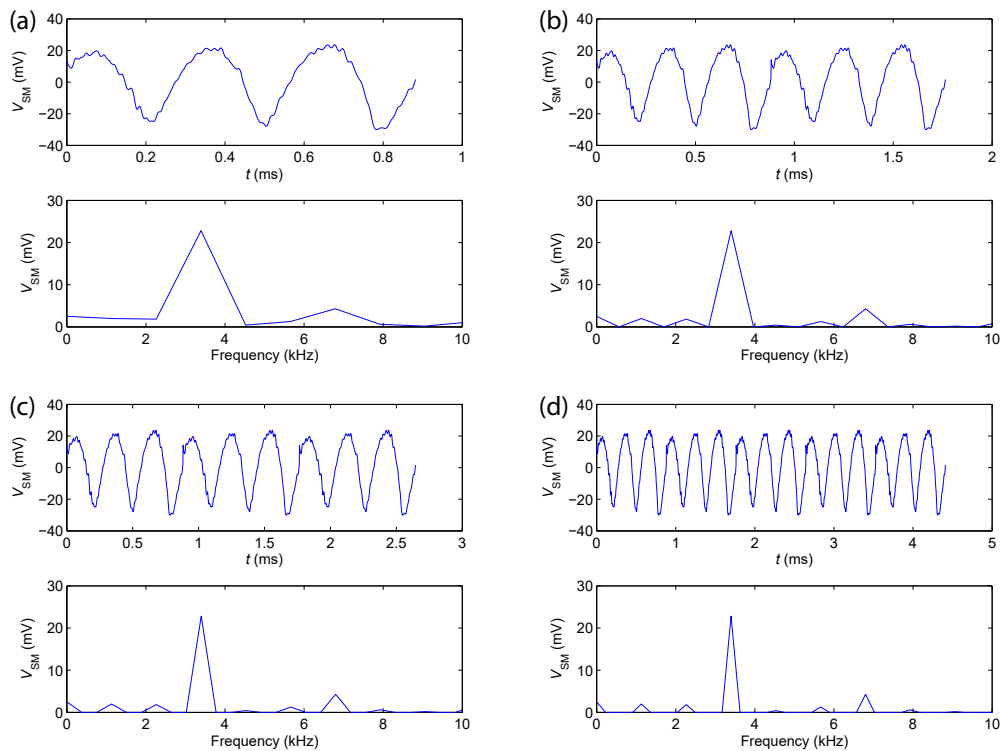 (a)
40
20
0
−20
−40
V_SM (mV)
0 0.2 0.4 0.6 0.8 1
t (ms)
30
20
10
0
V_SM (mV)
0 2 4 6 8 10
Frequency (kHz)
(b)
40
20
0
−20
−40
V_SM (mV)
0 0.5 1 1.5 2
t (ms)
30
20
10
0
V_SM (mV)
0 2 4 6 8 10
Frequency (kHz)
(c)
40
20
0
−20
−40
V_SM (mV)
0 0.5 1 1.5 2 2.5 3
t (ms)
30
20
10
0
V_SM (mV)
0 2 4 6 8 10
Frequency (kHz)
(d)
40
20
0
−20
−40
V_SM (mV)
0 1 2 3 4 5
t (ms)
30
20
10
0
V_SM (mV)
0 2 4 6 8 10
Frequency (kHz)